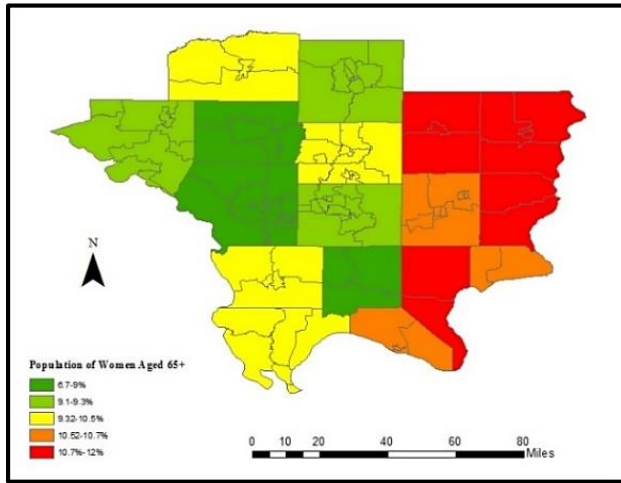 N
Population of Women Aged 65+
6.7-9%
9.1-9.3%
9.32-10.5%
10.52-10.7%
10.7%-12%
0 10 20 40 60 80
Miles